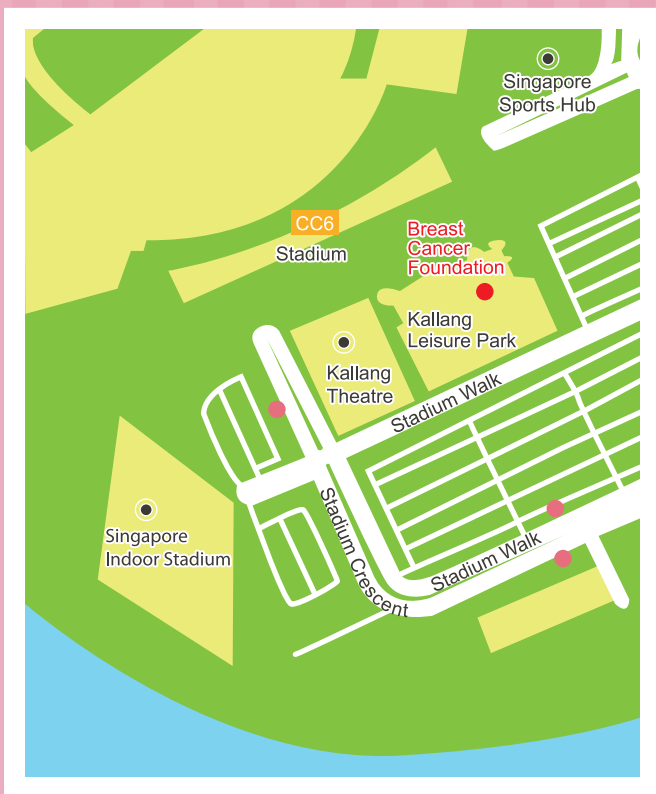 Singapore
Sports Hub
CC6
Stadium
Breast
Cancer
Foundation
Kallang
Leisure Park
Kallang
Theatre
Stadium Walk
Singapore
Indoor Stadium
Stadium Crescent
Stadium Walk